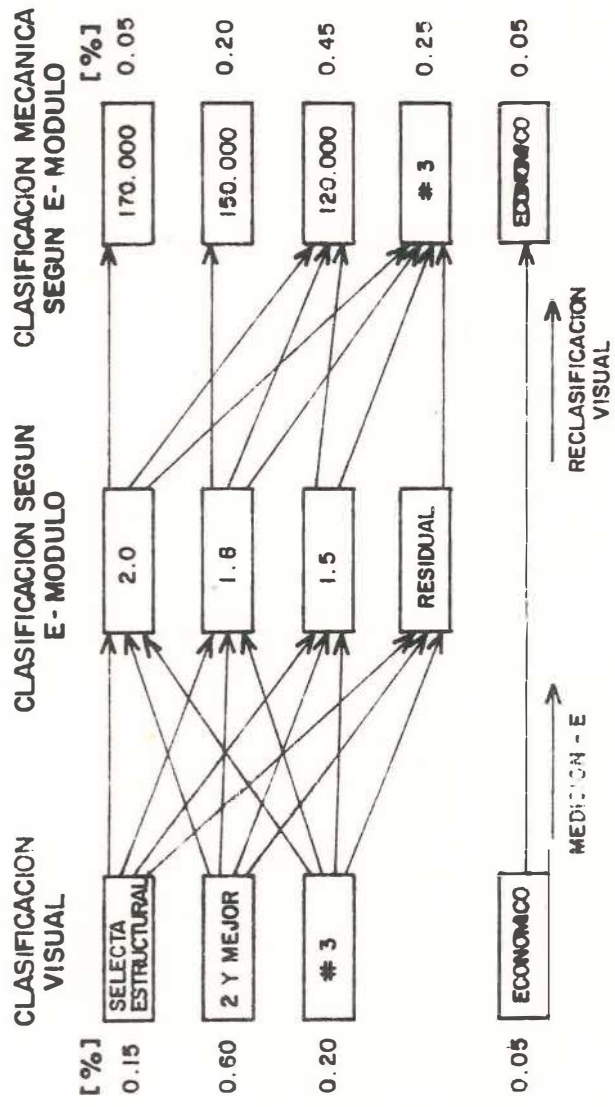 CLASIFICACION
VISUAL
CLASIFICACION SEGUN
E-MODULO
CLASIFICACION MECANICA
SEGUN E-MODULO
[%]
[%]
0.15
SELECTA
ESTRUCTURAL
2.0
170.000
0.05
0.60
2 Y MEJOR
1.8
150.000
0.20
0.20
# 3
1.5
120.000
0.45
RESIDUAL
# 3
0.25
0.05
ECONOMICO
ECONOMICO
0.05
MEDICION - E
RECLASIFICACION
VISUAL